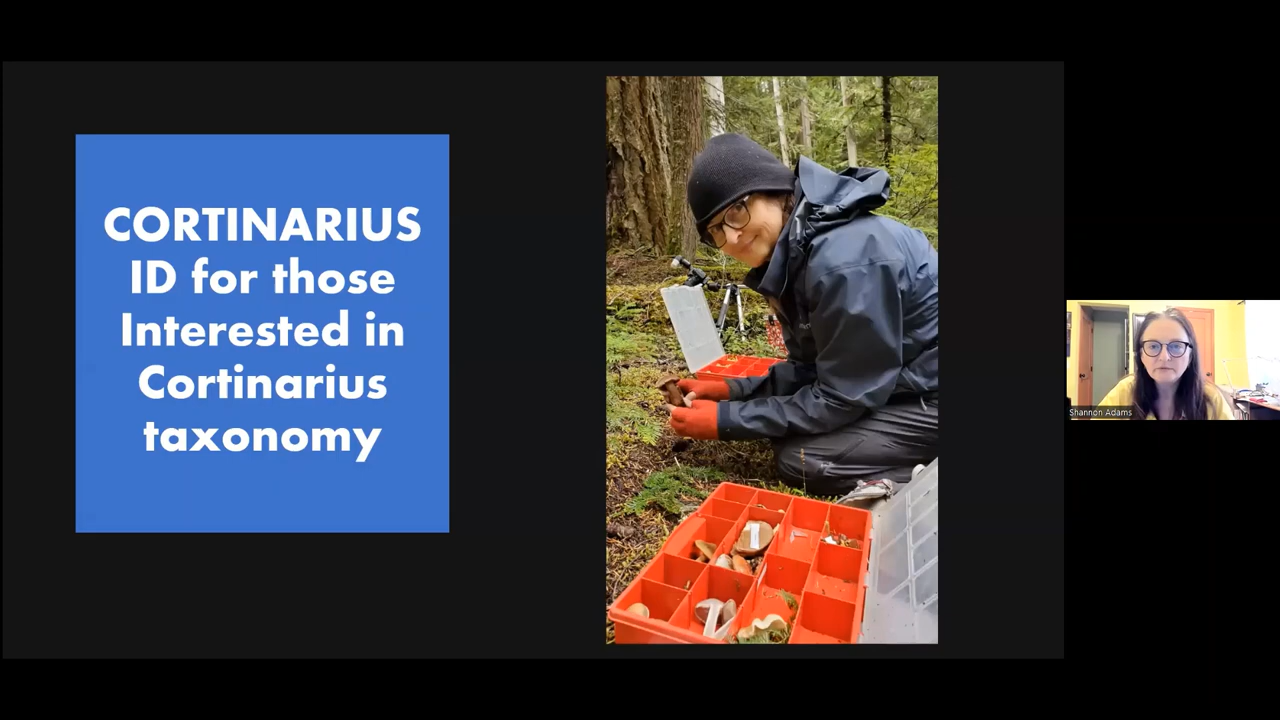 CORTINARIUS
ID for those
Interested in
Cortinarius
taxonomy
Shannon Adams